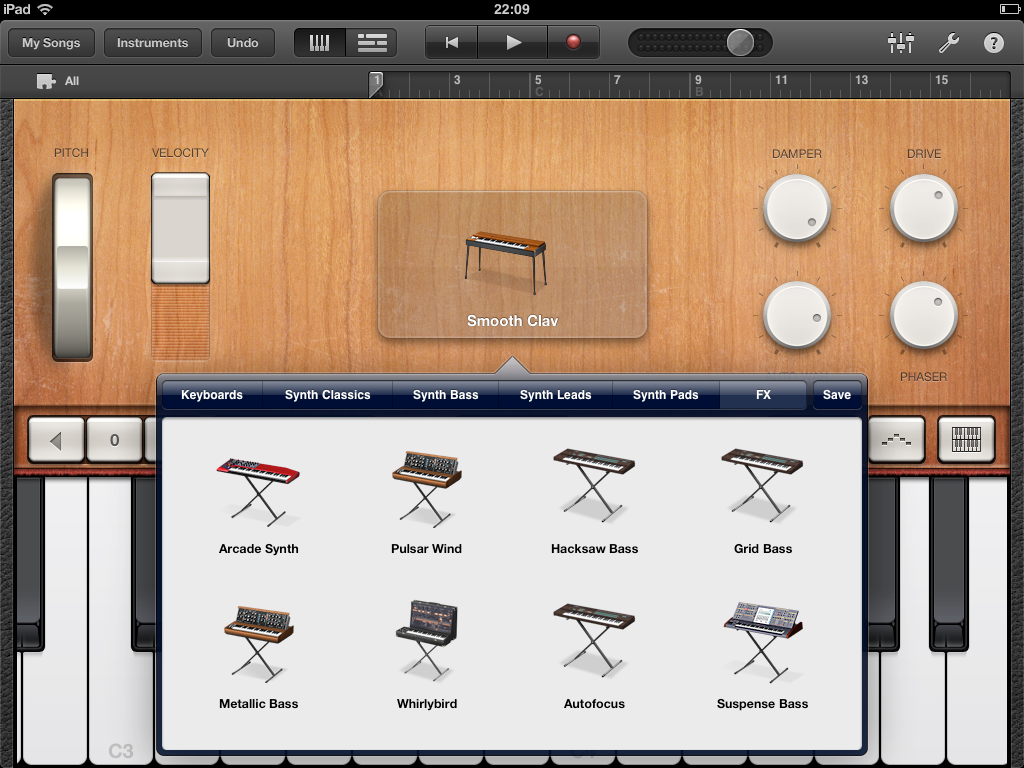 iPad 22:09
My Songs Instruments Undo ?
All 1 3 5 7 9 11 13 15
C B
PITCH VELOCITY DAMPER DRIVE
Smooth Clav
PHASER
Keyboards Synth Classics Synth Bass Synth Leads Synth Pads FX Save
0
Arcade Synth Pulsar Wind Hacksaw Bass Grid Bass
Metallic Bass Whirlybird Autofocus Suspense Bass
C3